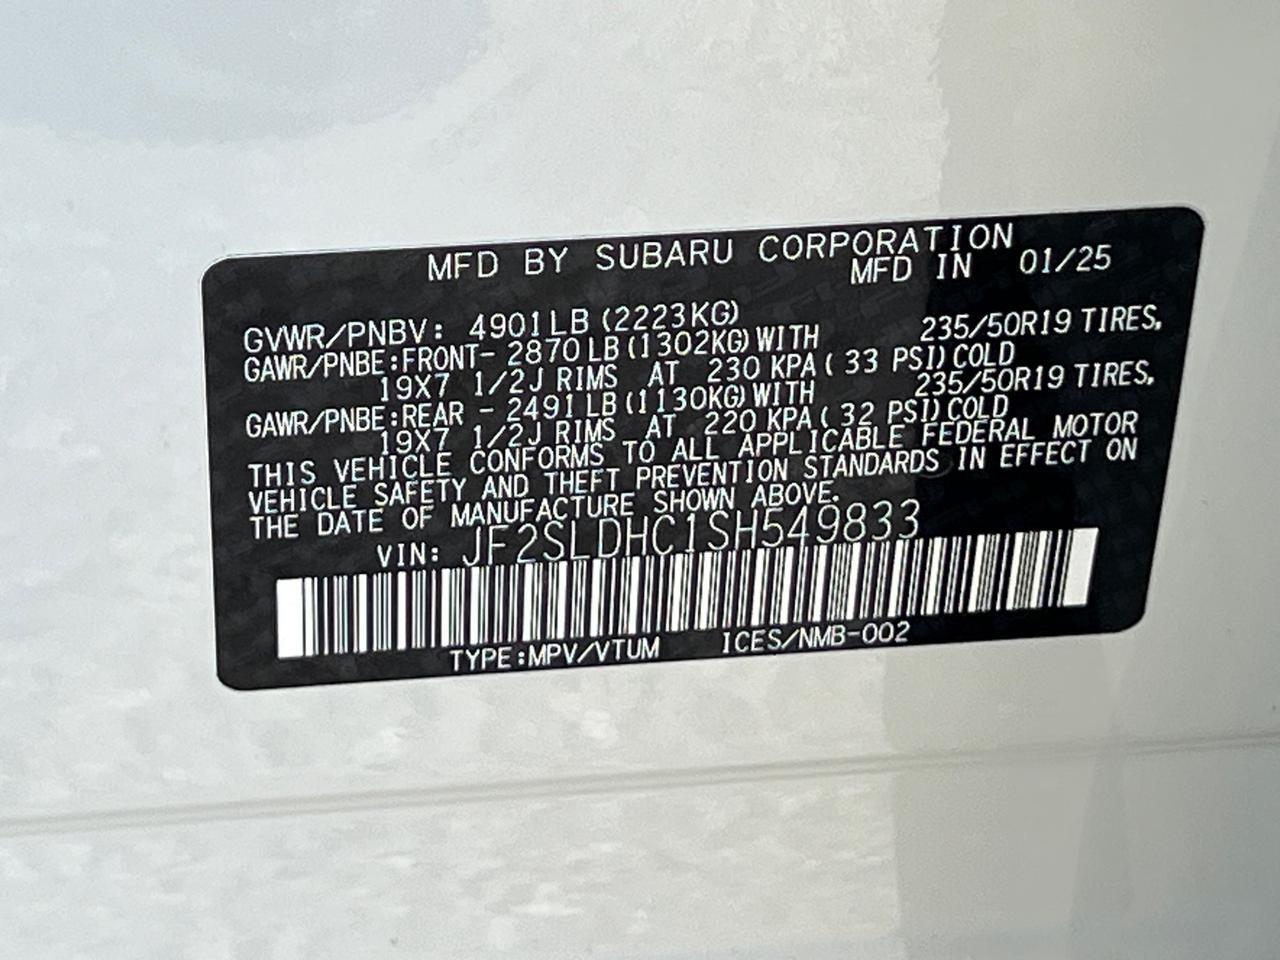 MFD BY SUBARU CORPORATION
MFD IN 01/25
GVWR/PNBV: 4901LB (2223KG)
GAWR/PNBE:FRONT- 2870LB(1302KG)WITH 235/50R19 TIRES,
19X7 1/2J RIMS AT 230 KPA( 33 PSI)COLD
GAWR/PNBE:REAR - 2491LB(1130KG)WITH 235/50R19 TIRES,
19X7 1/2J RIMS AT 220 KPA( 32 PSI)COLD
THIS VEHICLE CONFORMS TO ALL APPLICABLE FEDERAL MOTOR
VEHICLE SAFETY AND THEFT PREVENTION STANDARDS IN EFFECT ON
THE DATE OF MANUFACTURE SHOWN ABOVE.
VIN: JF2SLDHC1SH549833
TYPE:MPV/VTUM ICES/NMB-002